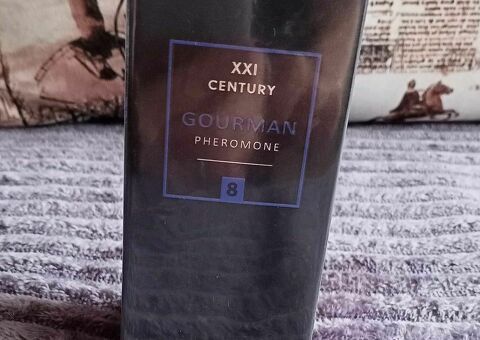 XXI
CENTURY
GOURMAN
PHEROMONE
8